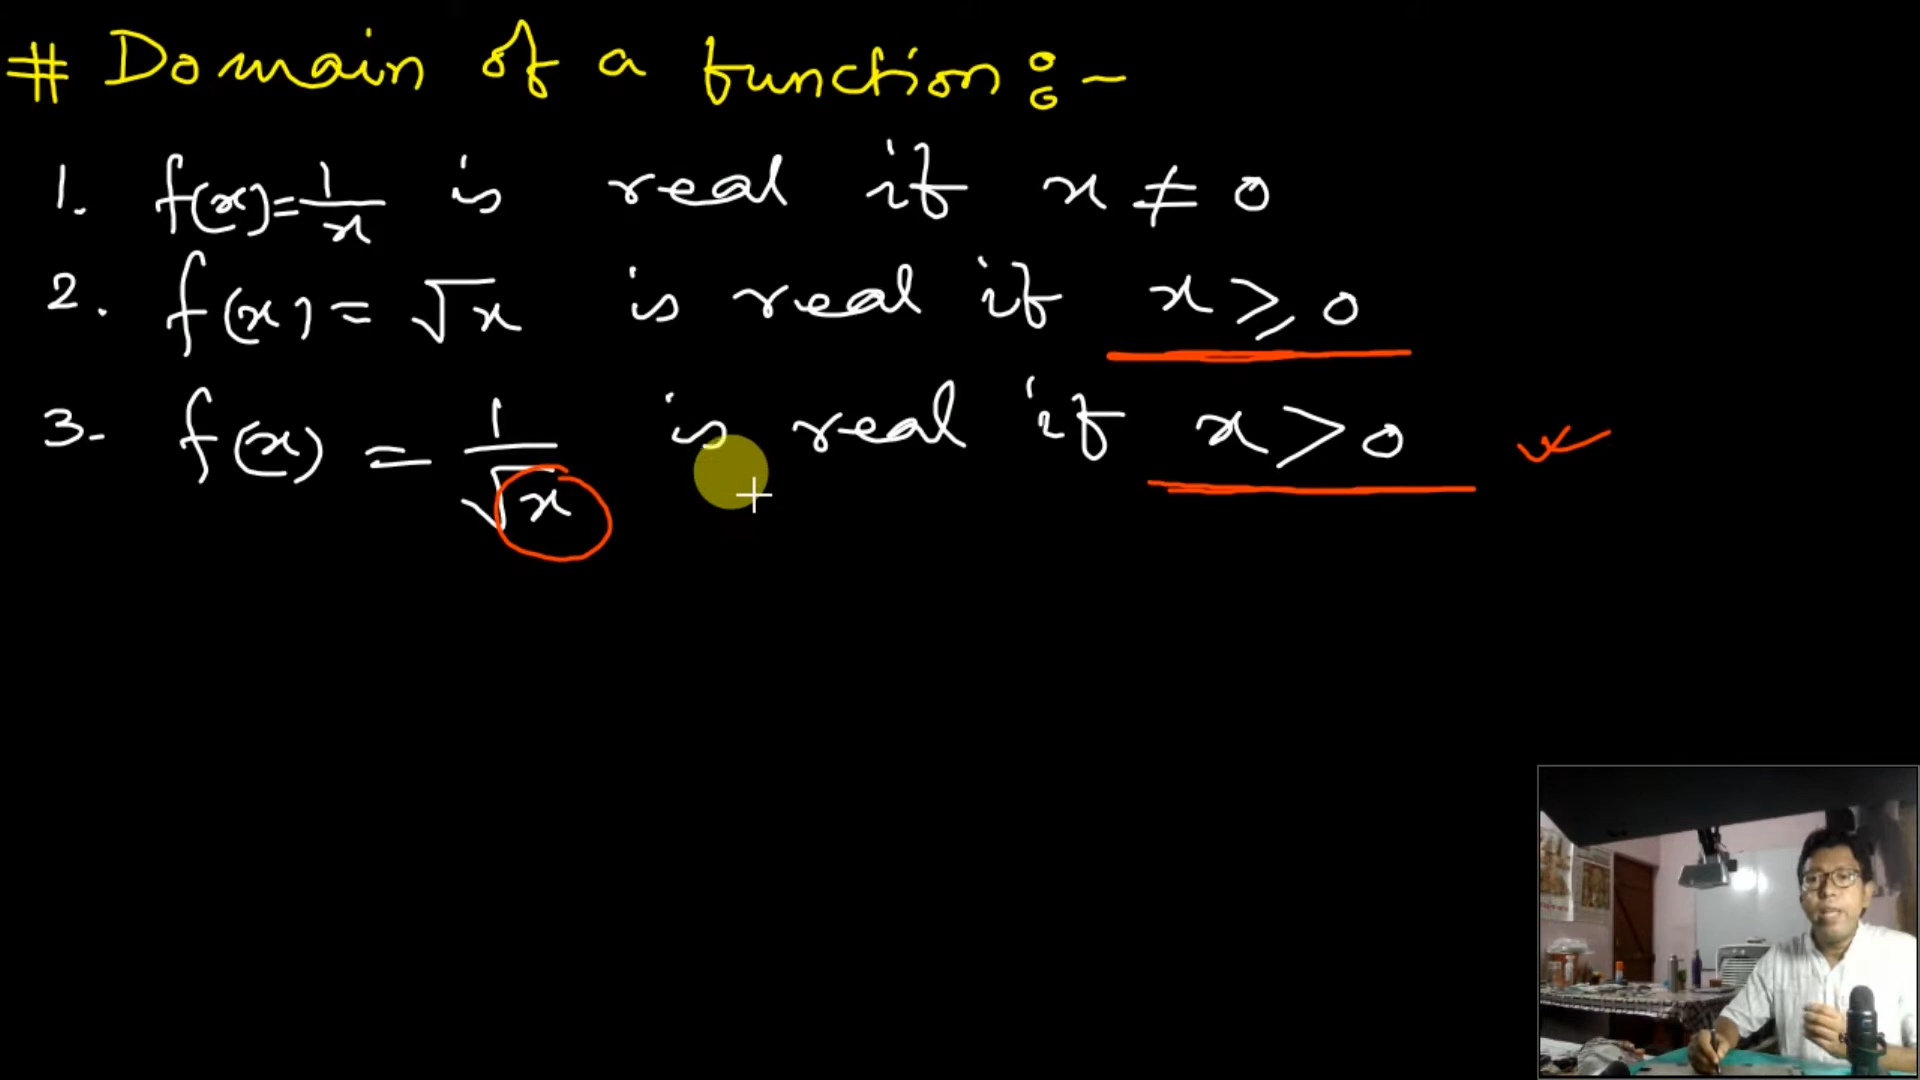 # Domain of a function :-
1. f(x)=1/x is real if x ≠ 0
2. f(x) = √x is real if x ⩾ 0
3- f(x) = 1/√x is real if x > 0